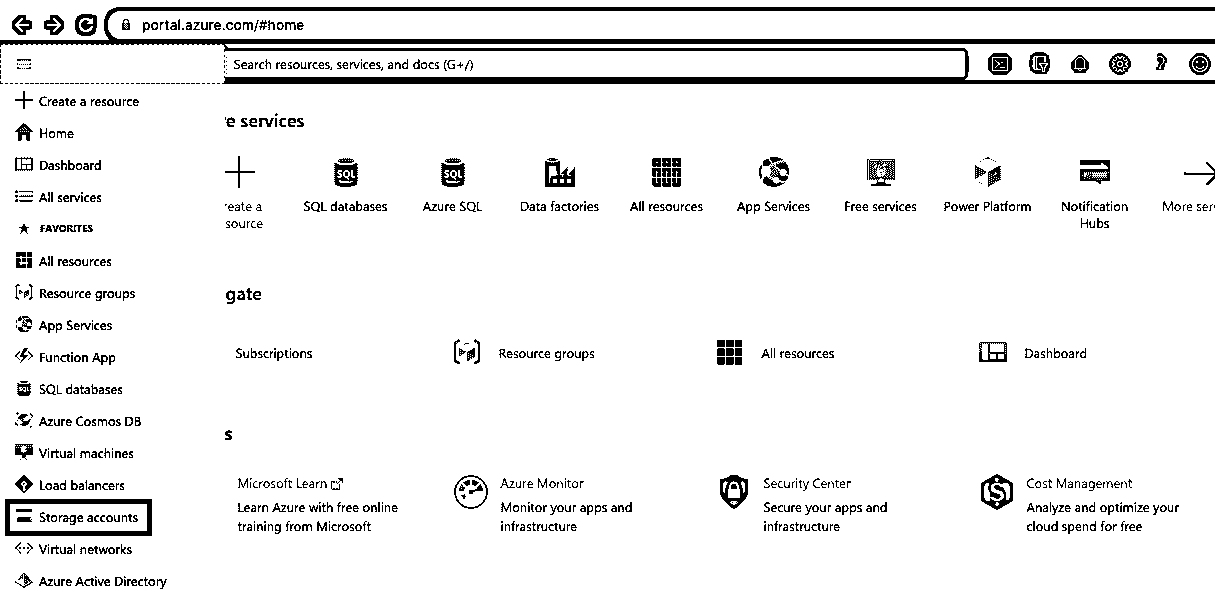 portal.azure.com/#home
Search resources, services, and docs (G+/)
Create a resource
Home
Dashboard
All services
FAVORITES
All resources
Resource groups
App Services
Function App
SQL databases
Azure Cosmos DB
Virtual machines
Load balancers
Storage accounts
Virtual networks
Azure Active Directory
e services
eate a
source
SQL databases
Azure SQL
Data factories
All resources
App Services
Free services
Power Platform
Notification
Hubs
More ser
gate
Subscriptions
Resource groups
All resources
Dashboard
s
Microsoft Learn
Learn Azure with free online
training from Microsoft
Azure Monitor
Monitor your apps and
infrastructure
Security Center
Secure your apps and
infrastructure
Cost Management
Analyze and optimize your
cloud spend for free